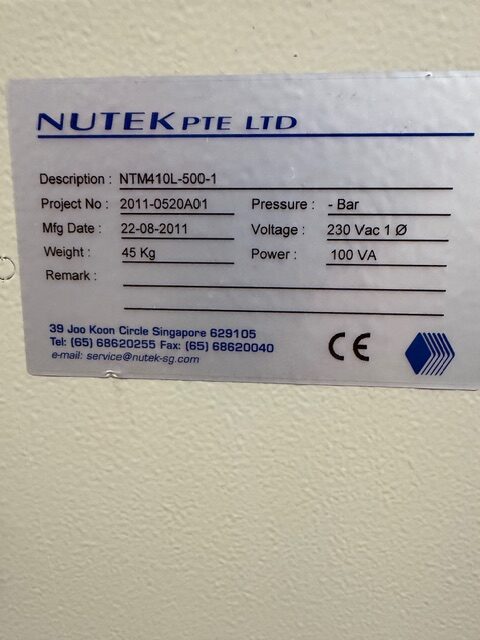 NUTEK PTE LTD
Description : NTM410L-500-1
Project No : 2011-0520A01 Pressure : - Bar
Mfg Date : 22-08-2011 Voltage : 230 Vac 1 Ø
Weight : 45 Kg Power : 100 VA
Remark :
39 Joo Koon Circle Singapore 629105
Tel: (65) 68620255 Fax: (65) 68620040
e-mail: service@nutek-sg.com
CE